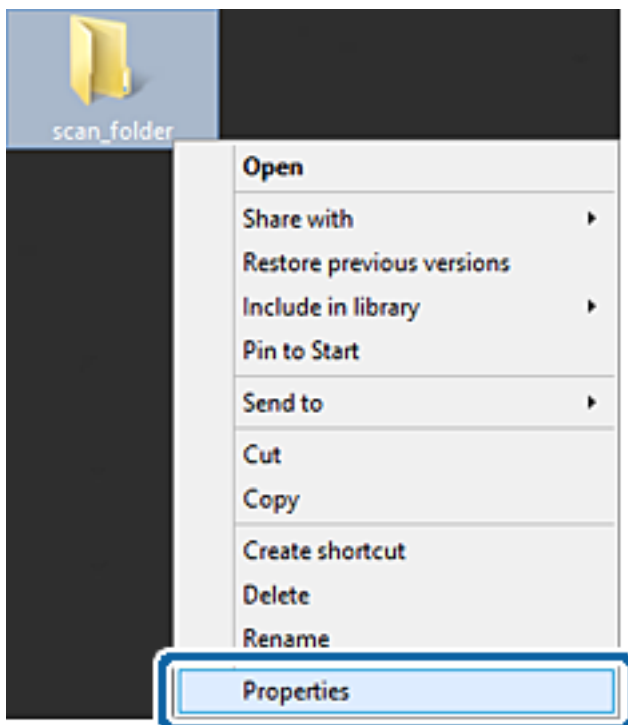 scan_folder
Open
Share with
Restore previous versions
Include in library
Pin to Start
Send to
Cut
Copy
Create shortcut
Delete
Rename
Properties